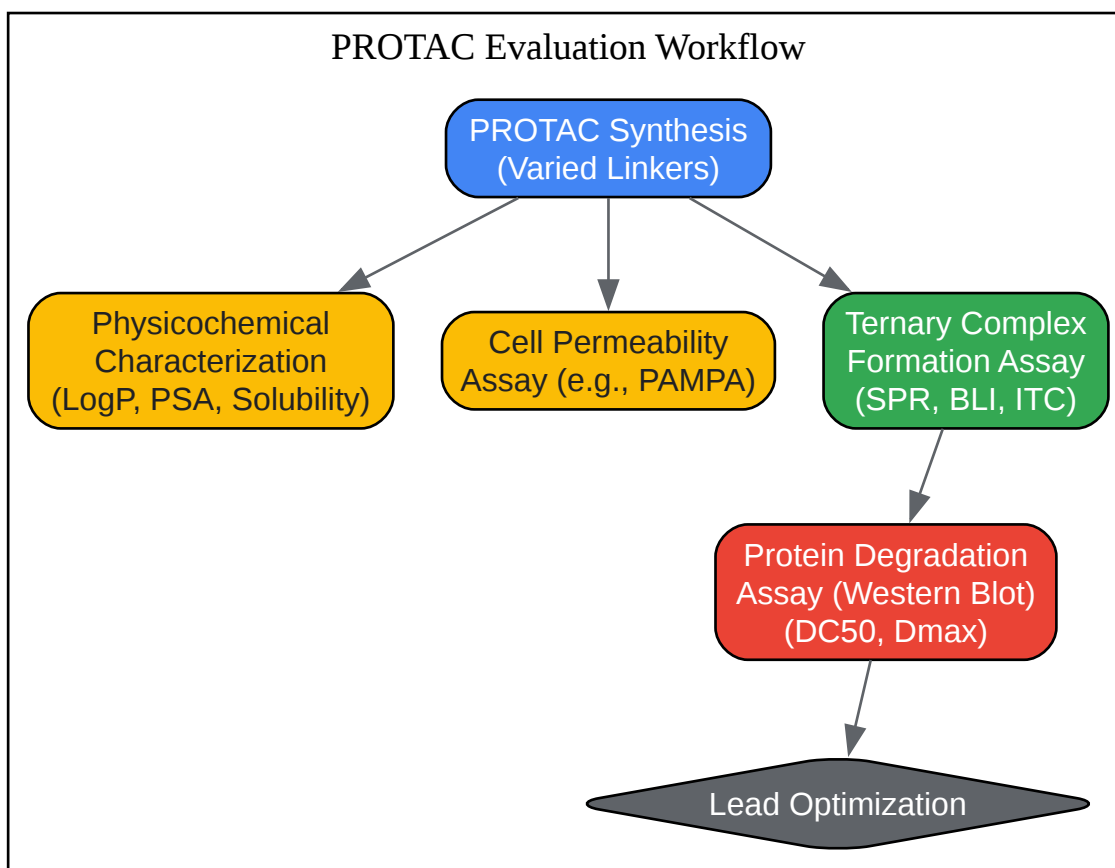 PROTAC Evaluation Workflow
PROTAC Synthesis
(Varied Linkers)
Physicochemical
Characterization
(LogP, PSA, Solubility)
Cell Permeability
Assay (e.g., PAMPA)
Ternary Complex
Formation Assay
(SPR, BLI, ITC)
Protein Degradation
Assay (Western Blot)
(DC50, Dmax)
Lead Optimization